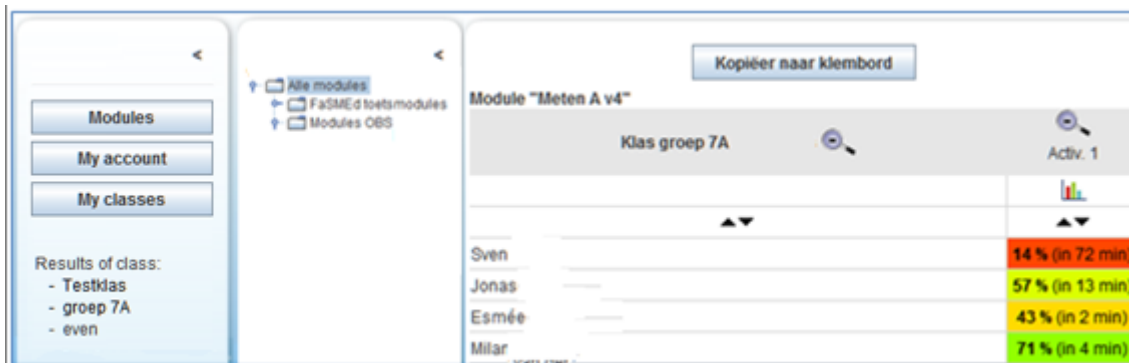 <
Modules
My account
My classes
Results of class:
- Testklas
- groep 7A
- even
<
Alle modules
FaSMEd toetsmodules
Modules OBS
Kopiëer naar klembord
Module "Meten A v4"
Klas groep 7A
Activ. 1
Sven 14 % (in 72 min)
Jonas 57 % (in 13 min)
Esmée 43 % (in 2 min)
Milar 71 % (in 4 min)